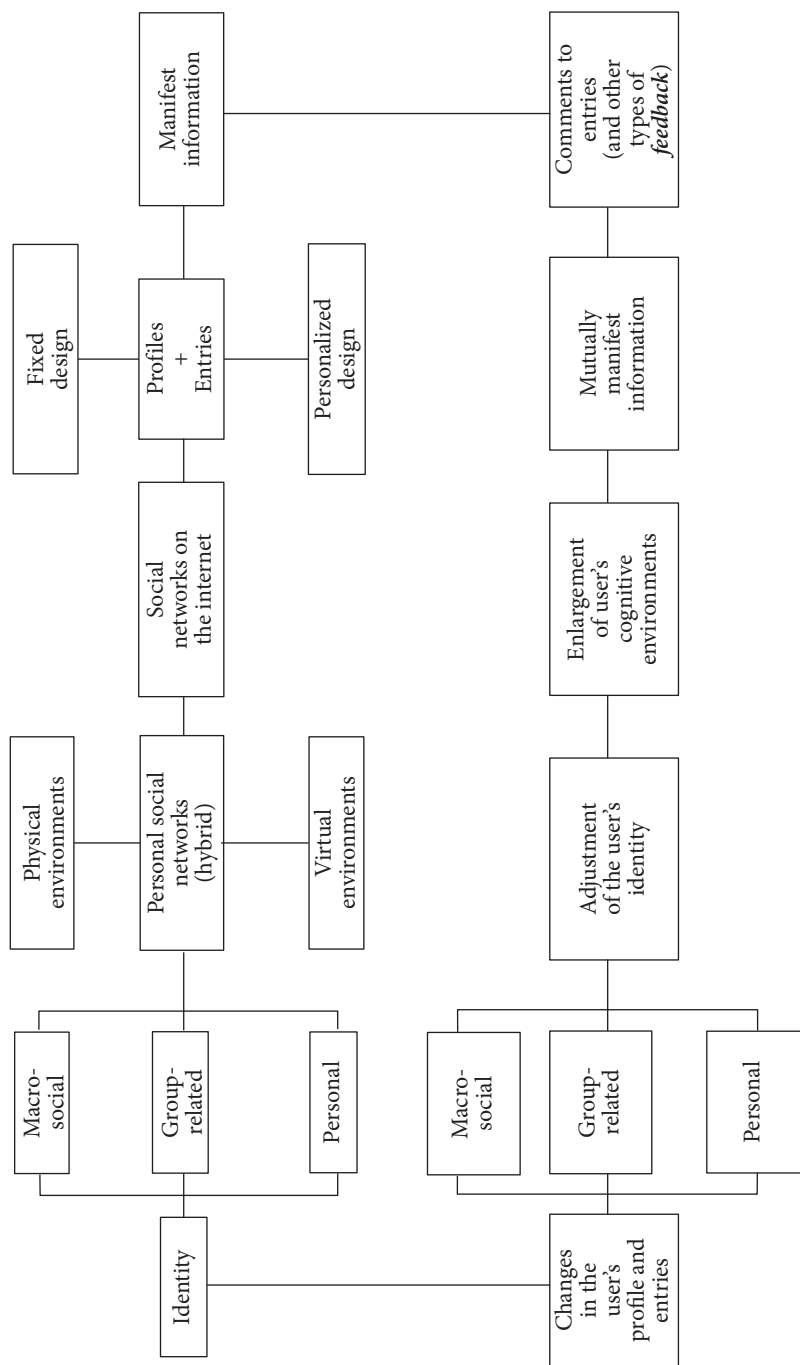 Identity
Macro-
social
Group-
related
Personal
Physical
environments
Personal social
networks
(hybrid)
Virtual
environments
Social
networks on
the internet
Fixed
design
Profiles
+
Entries
Personalized
design
Manifest
information
Changes
in the
user's
profile and
entries
Macro-
social
Group-
related
Personal
Adjustment
of the user's
identity
Enlargement
of user's
cognitive
environments
Mutually
manifest
information
Comments to
entries
(and other
types of
feedback)